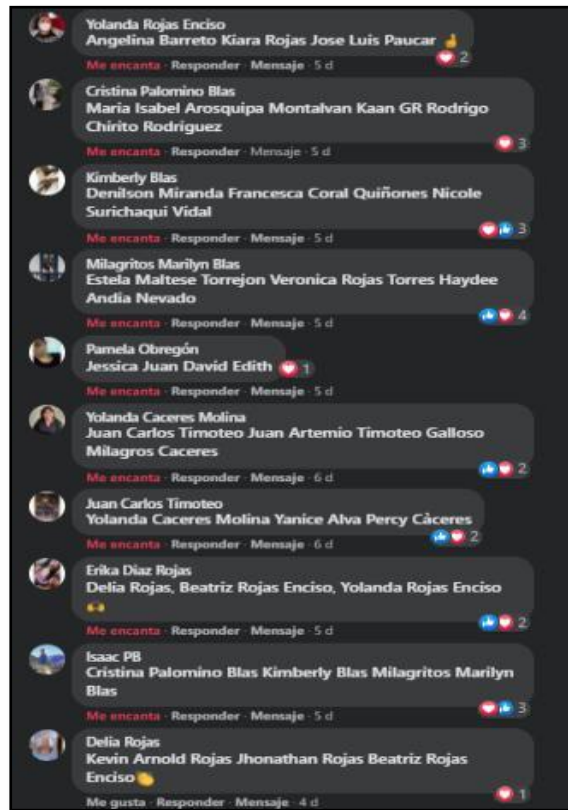 Yolanda Rojas Enciso
Angelina Barreto Kiara Rojas Jose Luis Paucar ☝
2
Me encanta · Responder · Mensaje · 5 d
Cristina Palomino Blas
Maria Isabel Arosquipa Montalvan Kaan GR Rodrigo
Chirito Rodriguez
3
Me encanta · Responder · Mensaje · 5 d
Kimberly Blas
Denilson Miranda Francesca Coral Quiñones Nicole
Surichaqui Vidal
3
Me encanta · Responder · Mensaje · 5 d
Milagritos Marilyn Blas
Estela Maltese Torrejon Veronica Rojas Torres Haydee
Andia Nevado
4
Me encanta · Responder · Mensaje · 5 d
Pamela Obregón
Jessica Juan David Edith 1
Me encanta · Responder · Mensaje · 5 d
Yolanda Caceres Molina
Juan Carlos Timoteo Juan Artemio Timoteo Galloso
Milagros Caceres
2
Me encanta · Responder · Mensaje · 6 d
Juan Carlos Timoteo
Yolanda Caceres Molina Yanice Alva Percy Càceres
2
Me encanta · Responder · Mensaje · 6 d
Erika Diaz Rojas
Delia Rojas, Beatriz Rojas Enciso, Yolanda Rojas Enciso
2
Me encanta · Responder · Mensaje · 5 d
Isaac PB
Cristina Palomino Blas Kimberly Blas Milagritos Marilyn
Blas
3
Me encanta · Responder · Mensaje · 5 d
Delia Rojas
Kevin Arnold Rojas Jhonathan Rojas Beatriz Rojas
Enciso👏
1
Me gusta · Responder · Mensaje · 4 d